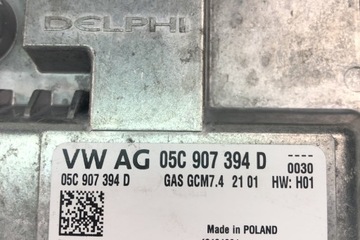 DELPHI
VW AG 05C 907 394 D ----
0030
05C 907 394 D GAS GCM7.4 21 01 HW: H01
Made in POLAND